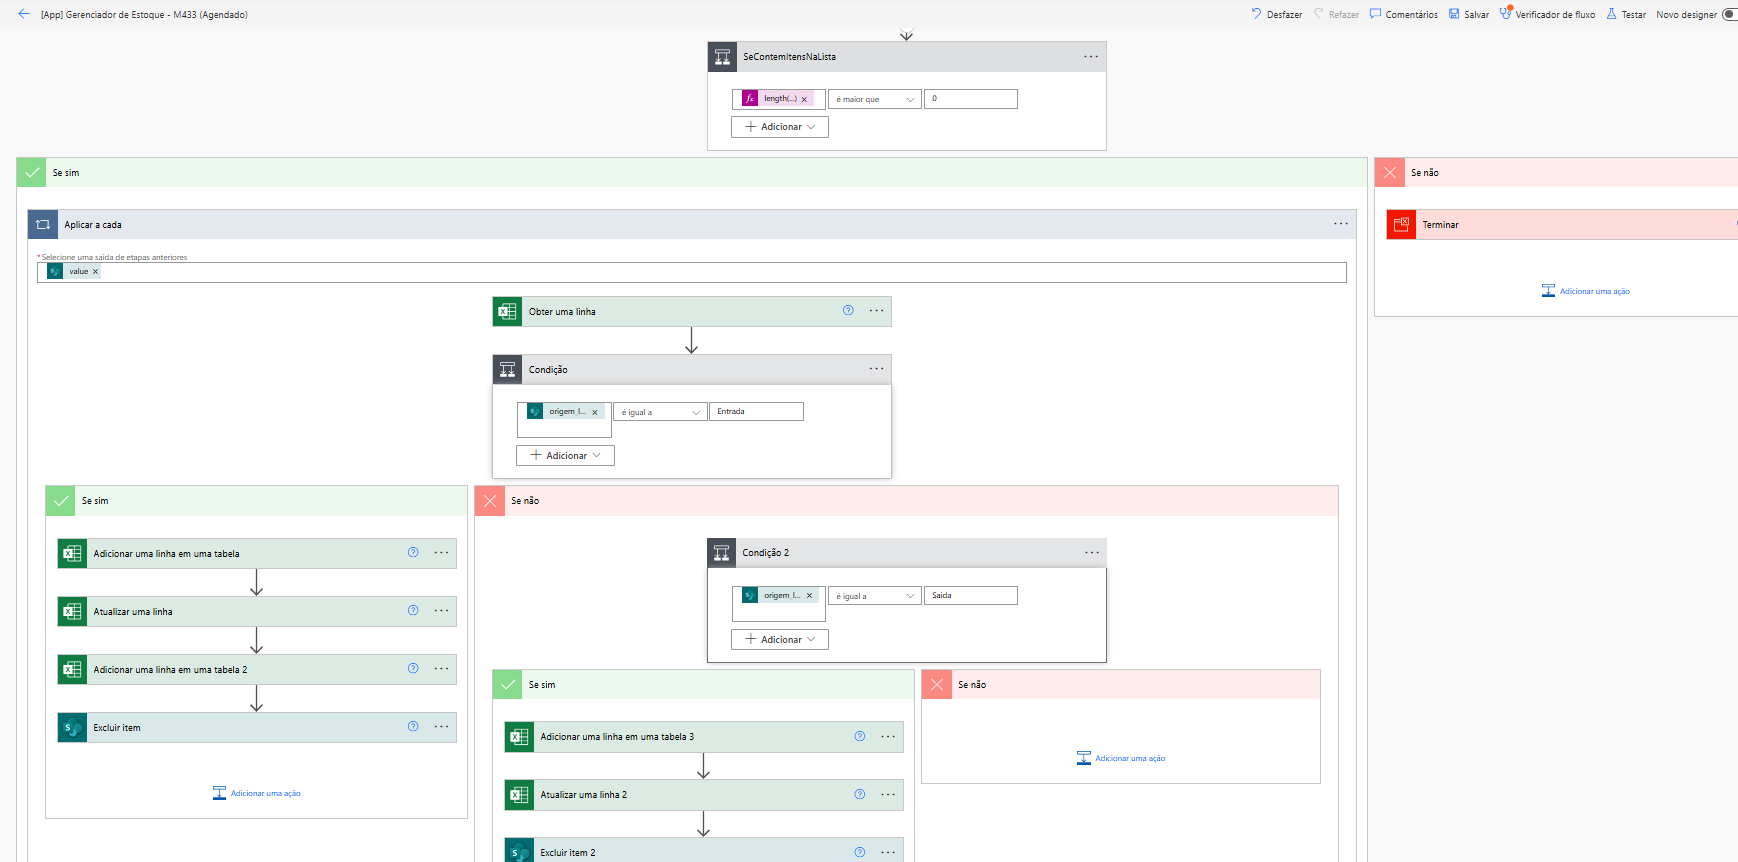 [App] Gerenciador de Estoque - M433 (Agendado)
Desfazer
Refazer
Comentários
Salvar
Verificador de fluxo
Testar
Novo designer
SeContemItensNaLista
length(...)
é maior que
0
Adicionar
Se sim
Se não
Aplicar a cada
Terminar
* Selecione uma saída de etapas anteriores
value
Adicionar uma ação
Obter uma linha
Condição
origem_l...
é igual a
Entrada
Adicionar
Se sim
Se não
Adicionar uma linha em uma tabela
Condição 2
origem_l...
é igual a
Saida
Atualizar uma linha
Adicionar
Adicionar uma linha em uma tabela 2
Se sim
Se não
Excluir item
Adicionar uma linha em uma tabela 3
Adicionar uma ação
Adicionar uma ação
Atualizar uma linha 2
Excluir item 2